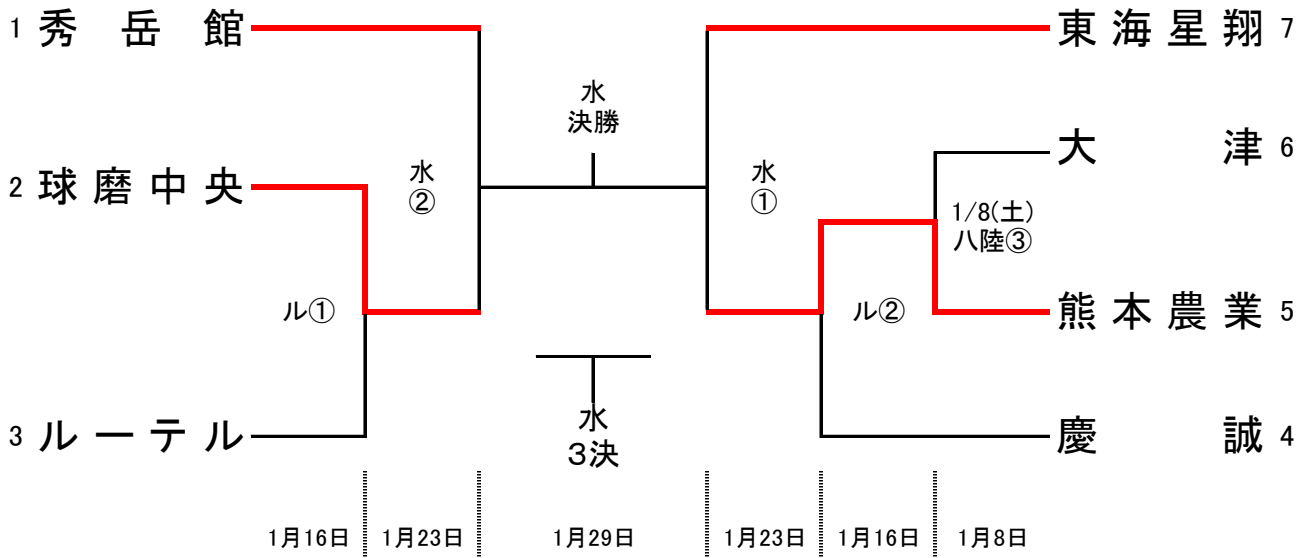 1 秀岳館
2 球磨中央
3 ルーテル
ル①
水
②
水
決勝
水
3決
水
①
ル②
1/8(土)
八陸③
東海星翔 7
大津 6
熊本農業 5
慶誠 4
1月16日 1月23日 1月29日 1月23日 1月16日 1月8日